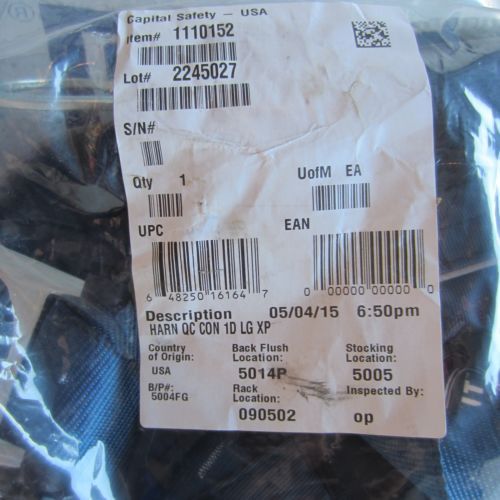 Capital Safety — USA
Item# 1110152
Lot# 2245027
S/N#
Qty 1 UofM EA
UPC EAN
6 48250 16164 7 0 00000 00000 0
Description 05/04/15 6:50pm
HARN QC CON 1D LG XP
Country of Origin: Back Flush Location: Stocking Location:
USA 5014P 5005
B/P#: Rack Location: Inspected By:
5004FG 090502 op